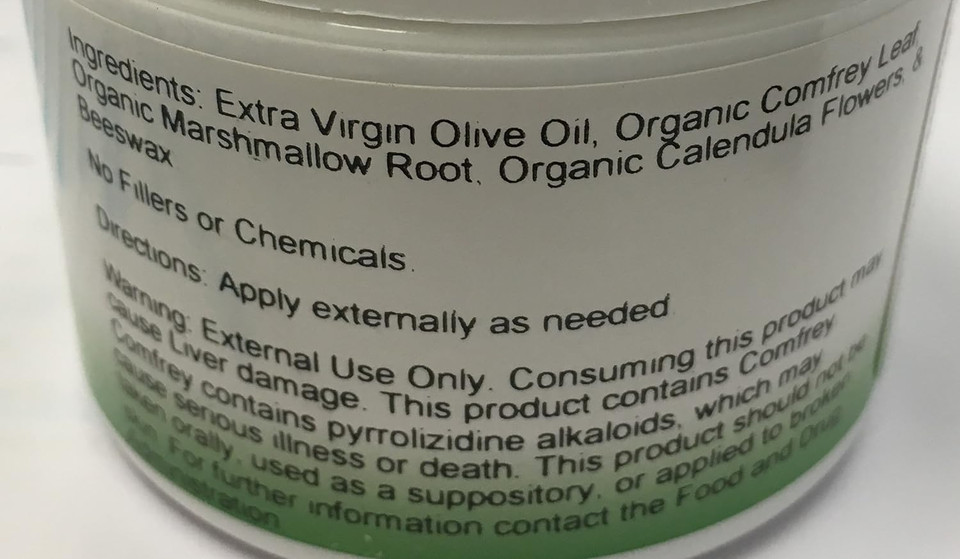 Ingredients: Extra Virgin Olive Oil, Organic Comfrey Leaf,
Organic Marshmallow Root, Organic Calendula Flowers, &
Beeswax
No Fillers or Chemicals.
Directions: Apply externally as needed
Warning: External Use Only. Consuming this product may
cause Liver damage. This product contains Comfrey
Comfrey contains pyrrolizidine alkaloids, which may
cause serious illness or death. This product should not be
taken orally, used as a suppository, or applied to broken
skin. For further information contact the Food and Drug
Administration